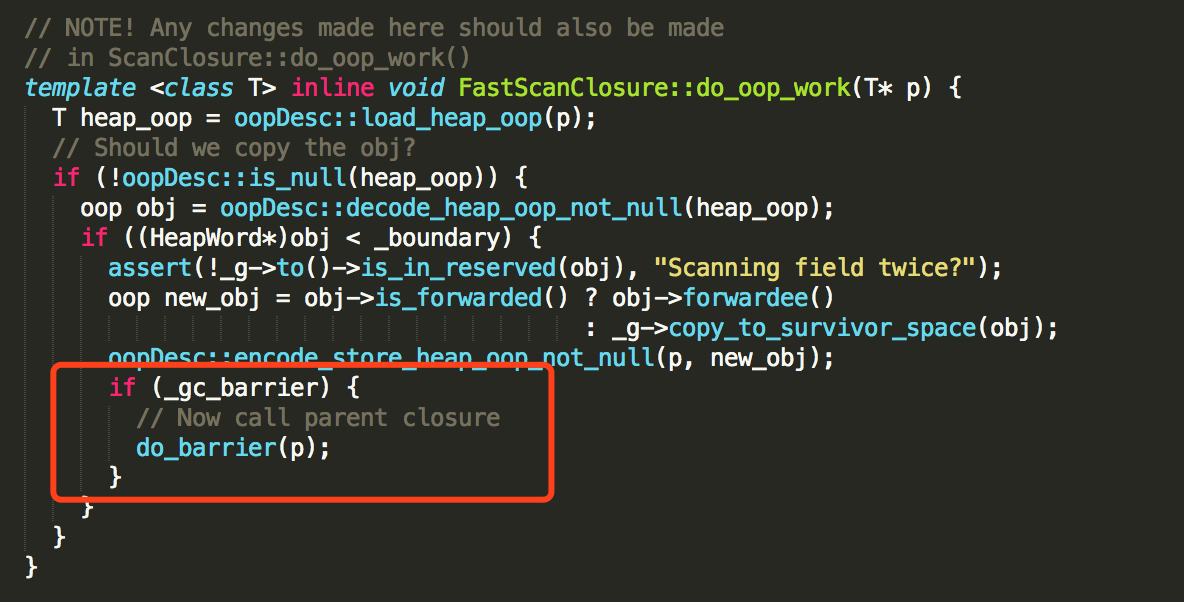 // NOTE! Any changes made here should also be made
// in ScanClosure::do_oop_work()
template <class T> inline void FastScanClosure::do_oop_work(T* p) {
  T heap_oop = oopDesc::load_heap_oop(p);
  // Should we copy the obj?
  if (!oopDesc::is_null(heap_oop)) {
    oop obj = oopDesc::decode_heap_oop_not_null(heap_oop);
    if ((HeapWord*)obj < _boundary) {
      assert(!_g->to()->is_in_reserved(obj), "Scanning field twice?");
      oop new_obj = obj->is_forwarded() ? obj->forwardee()
                                        : _g->copy_to_survivor_space(obj);
      oopDesc::encode_store_heap_oop_not_null(p, new_obj);
      if (_gc_barrier) {
        // Now call parent closure
        do_barrier(p);
      }
    }
  }
}